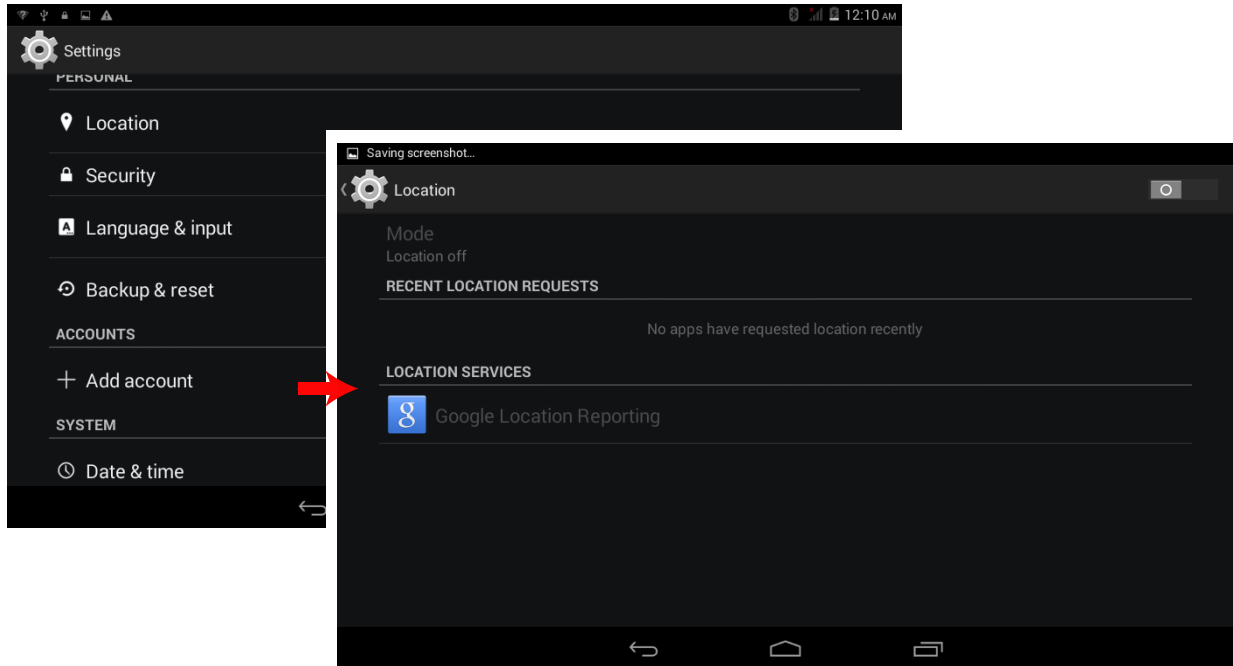 12:10 AM
Settings
PERSONAL
Location
Security
Language & input
Backup & reset
ACCOUNTS
Add account
SYSTEM
Date & time
Saving screenshot...
Location
Mode
Location off
RECENT LOCATION REQUESTS
No apps have requested location recently
LOCATION SERVICES
g
Google Location Reporting